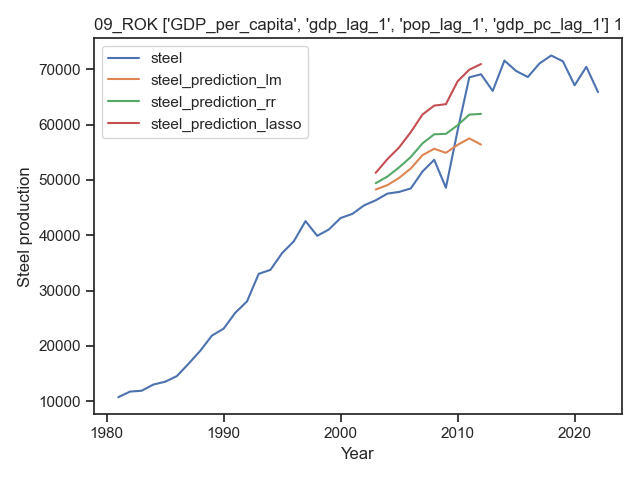 09_ROK ['GDP_per_capita', 'gdp_lag_1', 'pop_lag_1', 'gdp_pc_lag_1'] 1
steel
steel_prediction_lm
steel_prediction_rr
steel_prediction_lasso
Steel production
70000
60000
50000
40000
30000
20000
10000
1980 1990 2000 2010 2020
Year